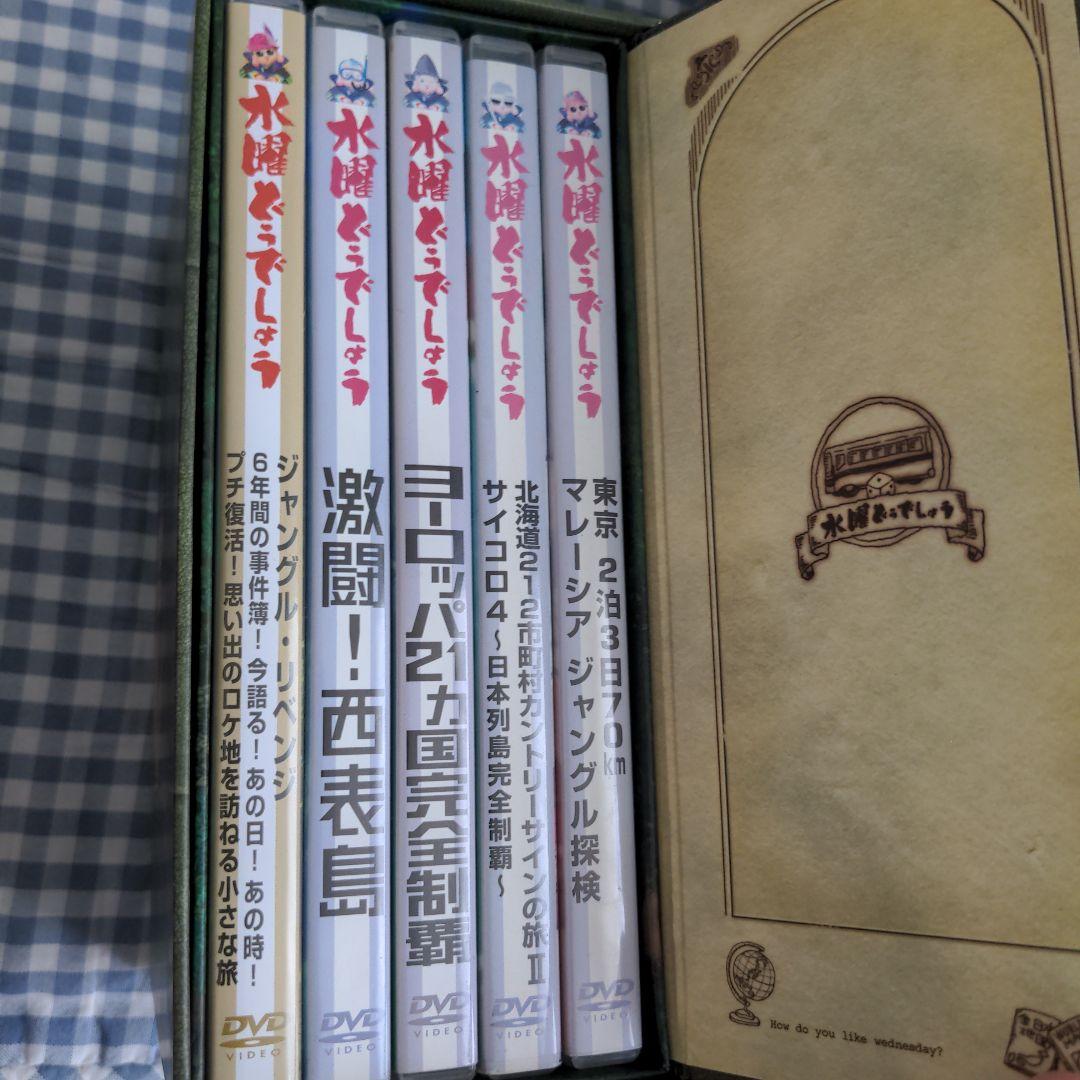 水曜どうでしょう
ジャングル・リベンジ
6年間の事件簿!今語る!あの日!あの時!
プチ復活!思い出のロケ地を訪ねる小さな旅
DVD
VIDEO
水曜どうでしょう
激闘!西表島
DVD
VIDEO
水曜どうでしょう
ヨーロッパ21ヵ国完全制覇
DVD
VIDEO
水曜どうでしょう
北海道212市町村カントリーサインの旅Ⅱ
サイコロ4〜日本列島完全制覇〜
DVD
VIDEO
水曜どうでしょう
東京 2泊3日70km
マレーシア ジャングル探検
DVD
VIDEO
水曜どうでしょう
How do you like wednesday?